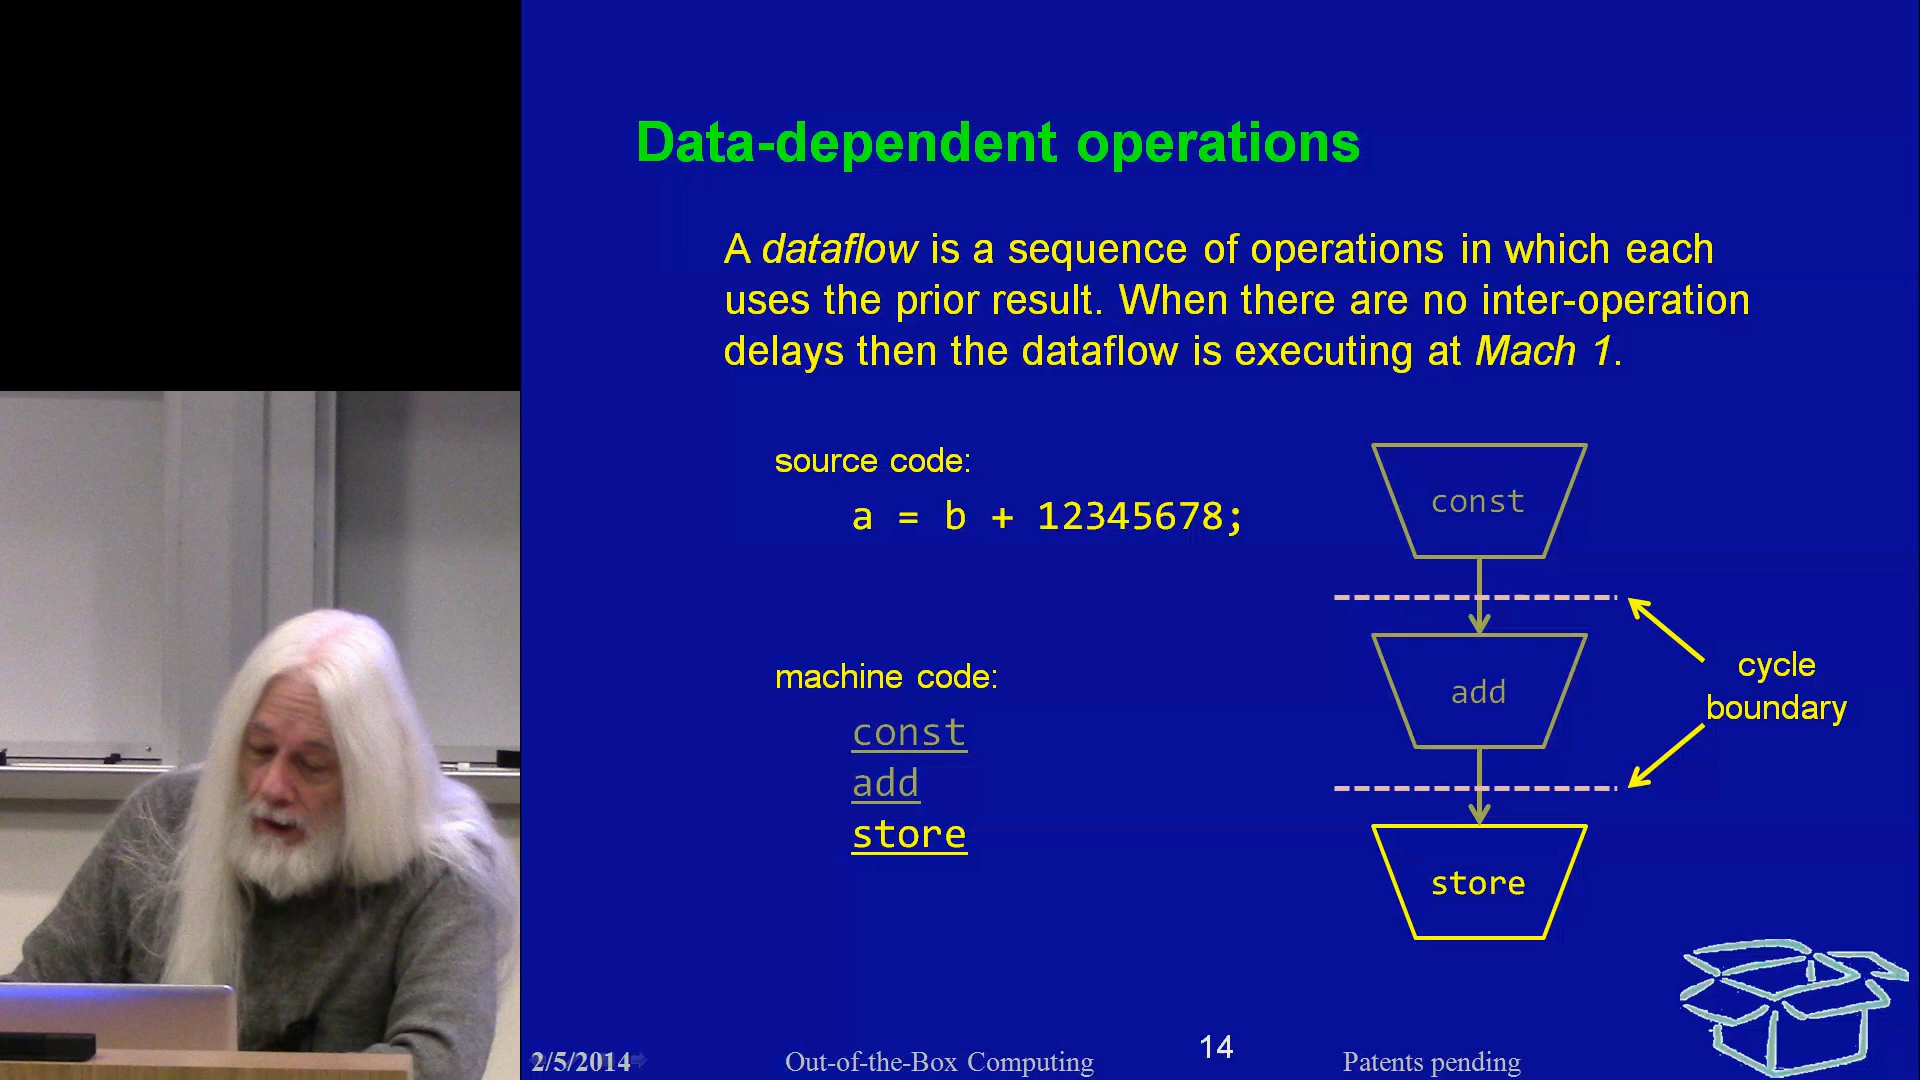 Data-dependent operations
A dataflow is a sequence of operations in which each
uses the prior result. When there are no inter-operation
delays then the dataflow is executing at Mach 1.
source code:
a = b + 12345678;
machine code:
const
add
store
const
add
store
cycle
boundary
2/5/2014
Out-of-the-Box Computing
14
Patents pending